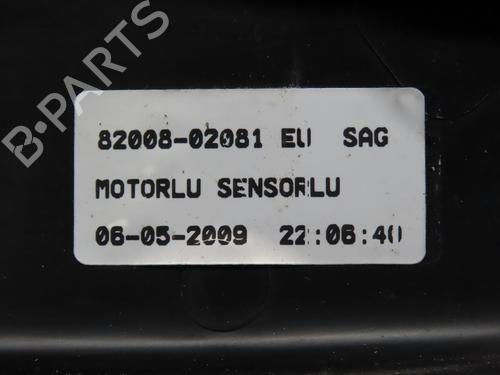 B-PARTS
82008-02081 EU SAG
MOTORLU SENSORLU
06-05-2009 22:06:40